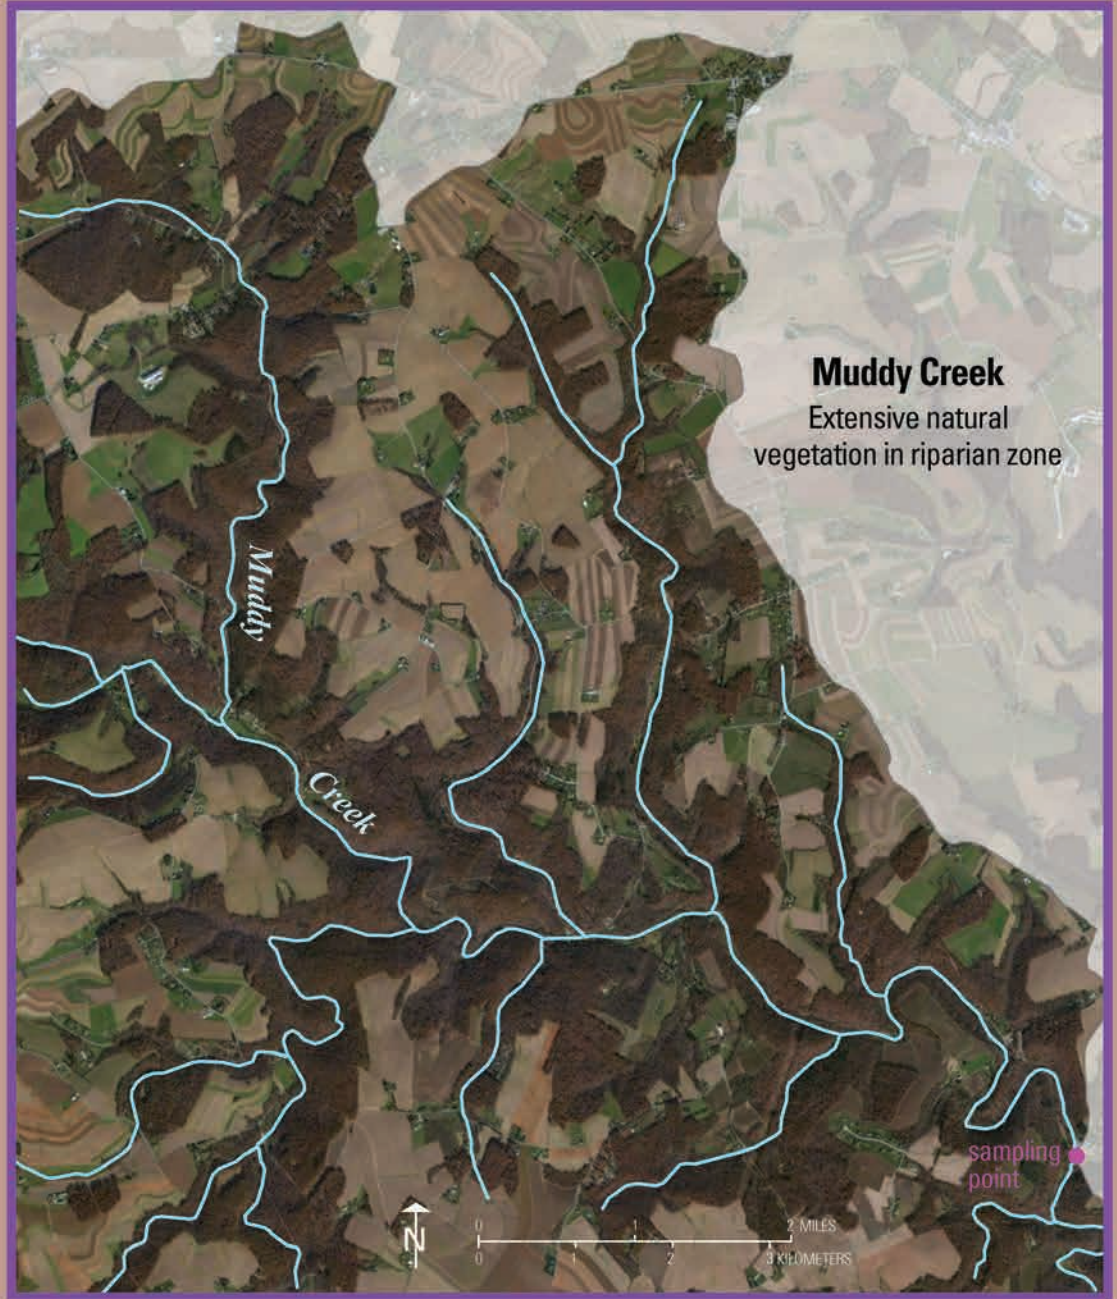 Muddy Creek
Extensive natural
vegetation in riparian zone
Muddy
Creek
sampling
point
N
0 1 2 MILES
0 1 2 3 KILOMETERS